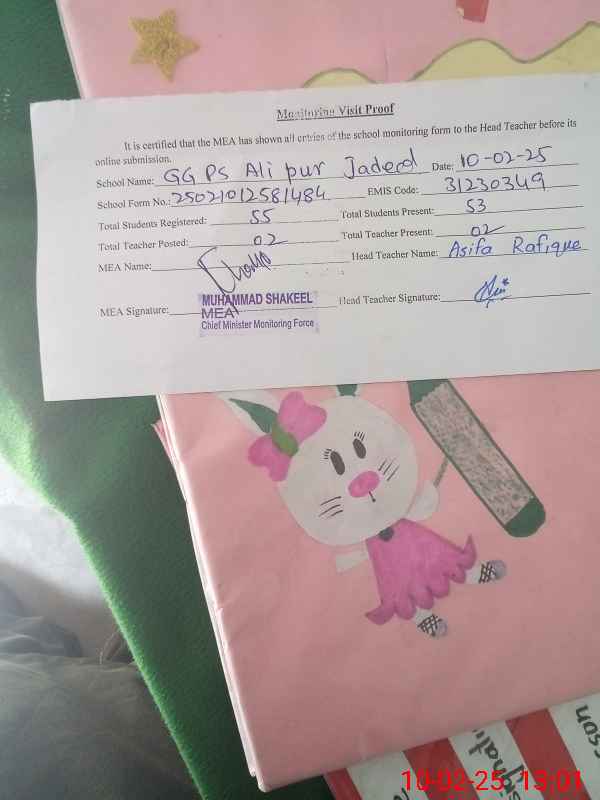 Monitoring Visit Proof
It is certified that the MEA has shown all entries of the school monitoring form to the Head Teacher before its
online submission.
School Name: GGPS Ali pur Jadeed Date: 10-02-25
School Form No.: 25021012581484 EMIS Code: 31230349
Total Students Registered: 55 Total Students Present: 53
Total Teacher Posted: 02 Total Teacher Present: 02
MEA Name: Head Teacher Name: Asifa Rafique
MEA Signature: Head Teacher Signature:
MUHAMMAD SHAKEEL
MEA
Chief Minister Monitoring Force
10-02-25 13:01